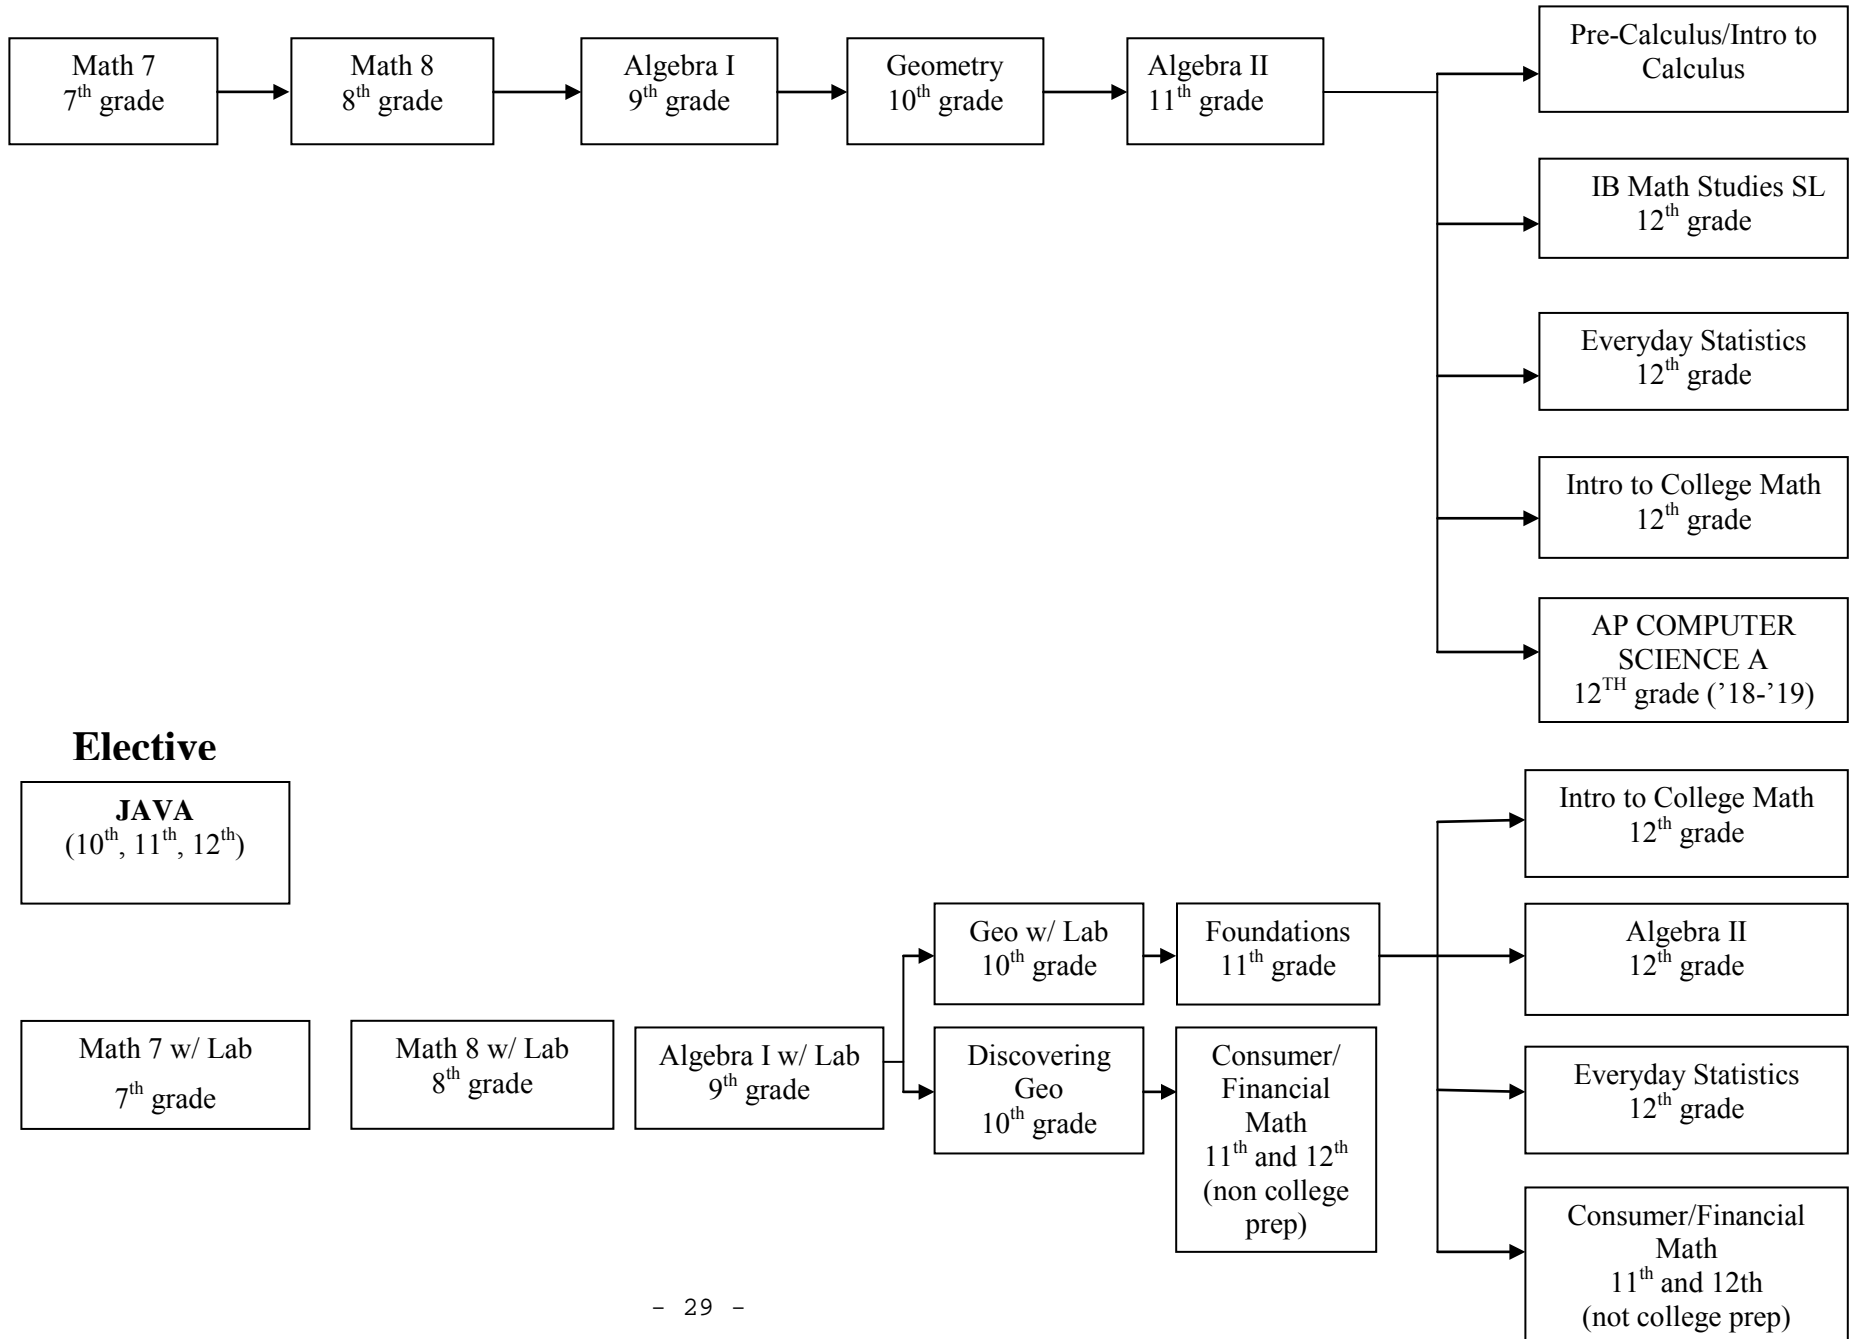 Math 7
7th grade
Math 8
8th grade
Algebra I
9th grade
Geometry
10th grade
Algebra II
11th grade
Pre-Calculus/Intro to
Calculus
IB Math Studies SL
12th grade
Everyday Statistics
12th grade
Intro to College Math
12th grade
AP COMPUTER
SCIENCE A
12TH grade (’18-’19)
Elective
JAVA
(10th, 11th, 12th)
Math 7 w/ Lab
7th grade
Math 8 w/ Lab
8th grade
Algebra I w/ Lab
9th grade
Geo w/ Lab
10th grade
Foundations
11th grade
Discovering
Geo
10th grade
Consumer/
Financial
Math
11th and 12th
(non college
prep)
Intro to College Math
12th grade
Algebra II
12th grade
Everyday Statistics
12th grade
Consumer/Financial
Math
11th and 12th
(not college prep)
- 29 -